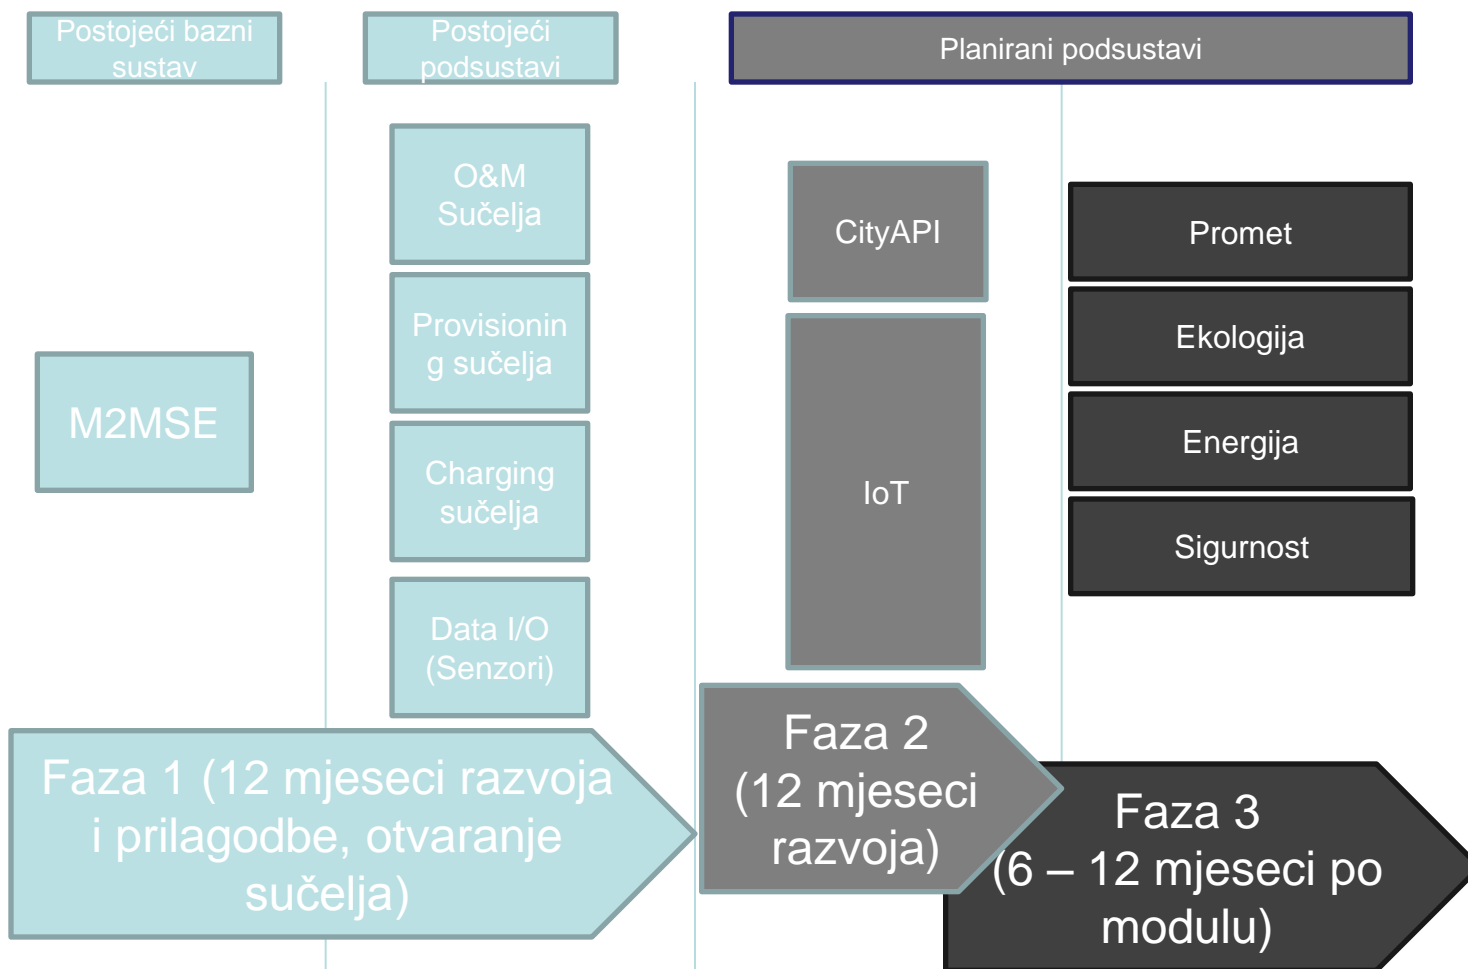 Postojeći bazni
sustav
Postojeći
podsustavi
Planirani podsustavi
M2MSE
O&M
Sučelja
Provisionin
g sučelja
Charging
sučelja
Data I/O
(Senzori)
CityAPI
IoT
Promet
Ekologija
Energija
Sigurnost
Faza 1 (12 mjeseci razvoja
i prilagodbe, otvaranje
sučelja)
Faza 2
(12 mjeseci
razvoja)
Faza 3
(6 – 12 mjeseci po
modulu)